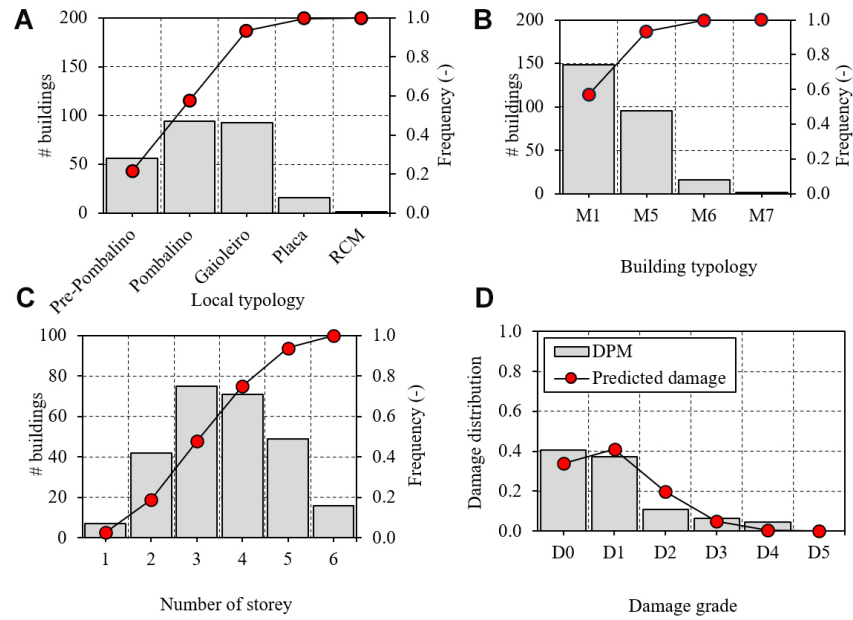 A
200
150
100
50
0
# buildings
1.0
0.8
0.6
0.4
0.2
0.0
Frequency (-)
Pre-Pombalino
Pombalino
Gaioleiro
Placa
RCM
Local typology
B
200
150
100
50
0
# buildings
1.0
0.8
0.6
0.4
0.2
0.0
Frequency (-)
M1 M5 M6 M7
Building typology
C
100
80
60
40
20
0
# buildings
1.0
0.8
0.6
0.4
0.2
0.0
Frequency (-)
1 2 3 4 5 6
Number of storey
D
1.0
0.8
0.6
0.4
0.2
0.0
Damage distribution
DPM
Predicted damage
D0 D1 D2 D3 D4 D5
Damage grade